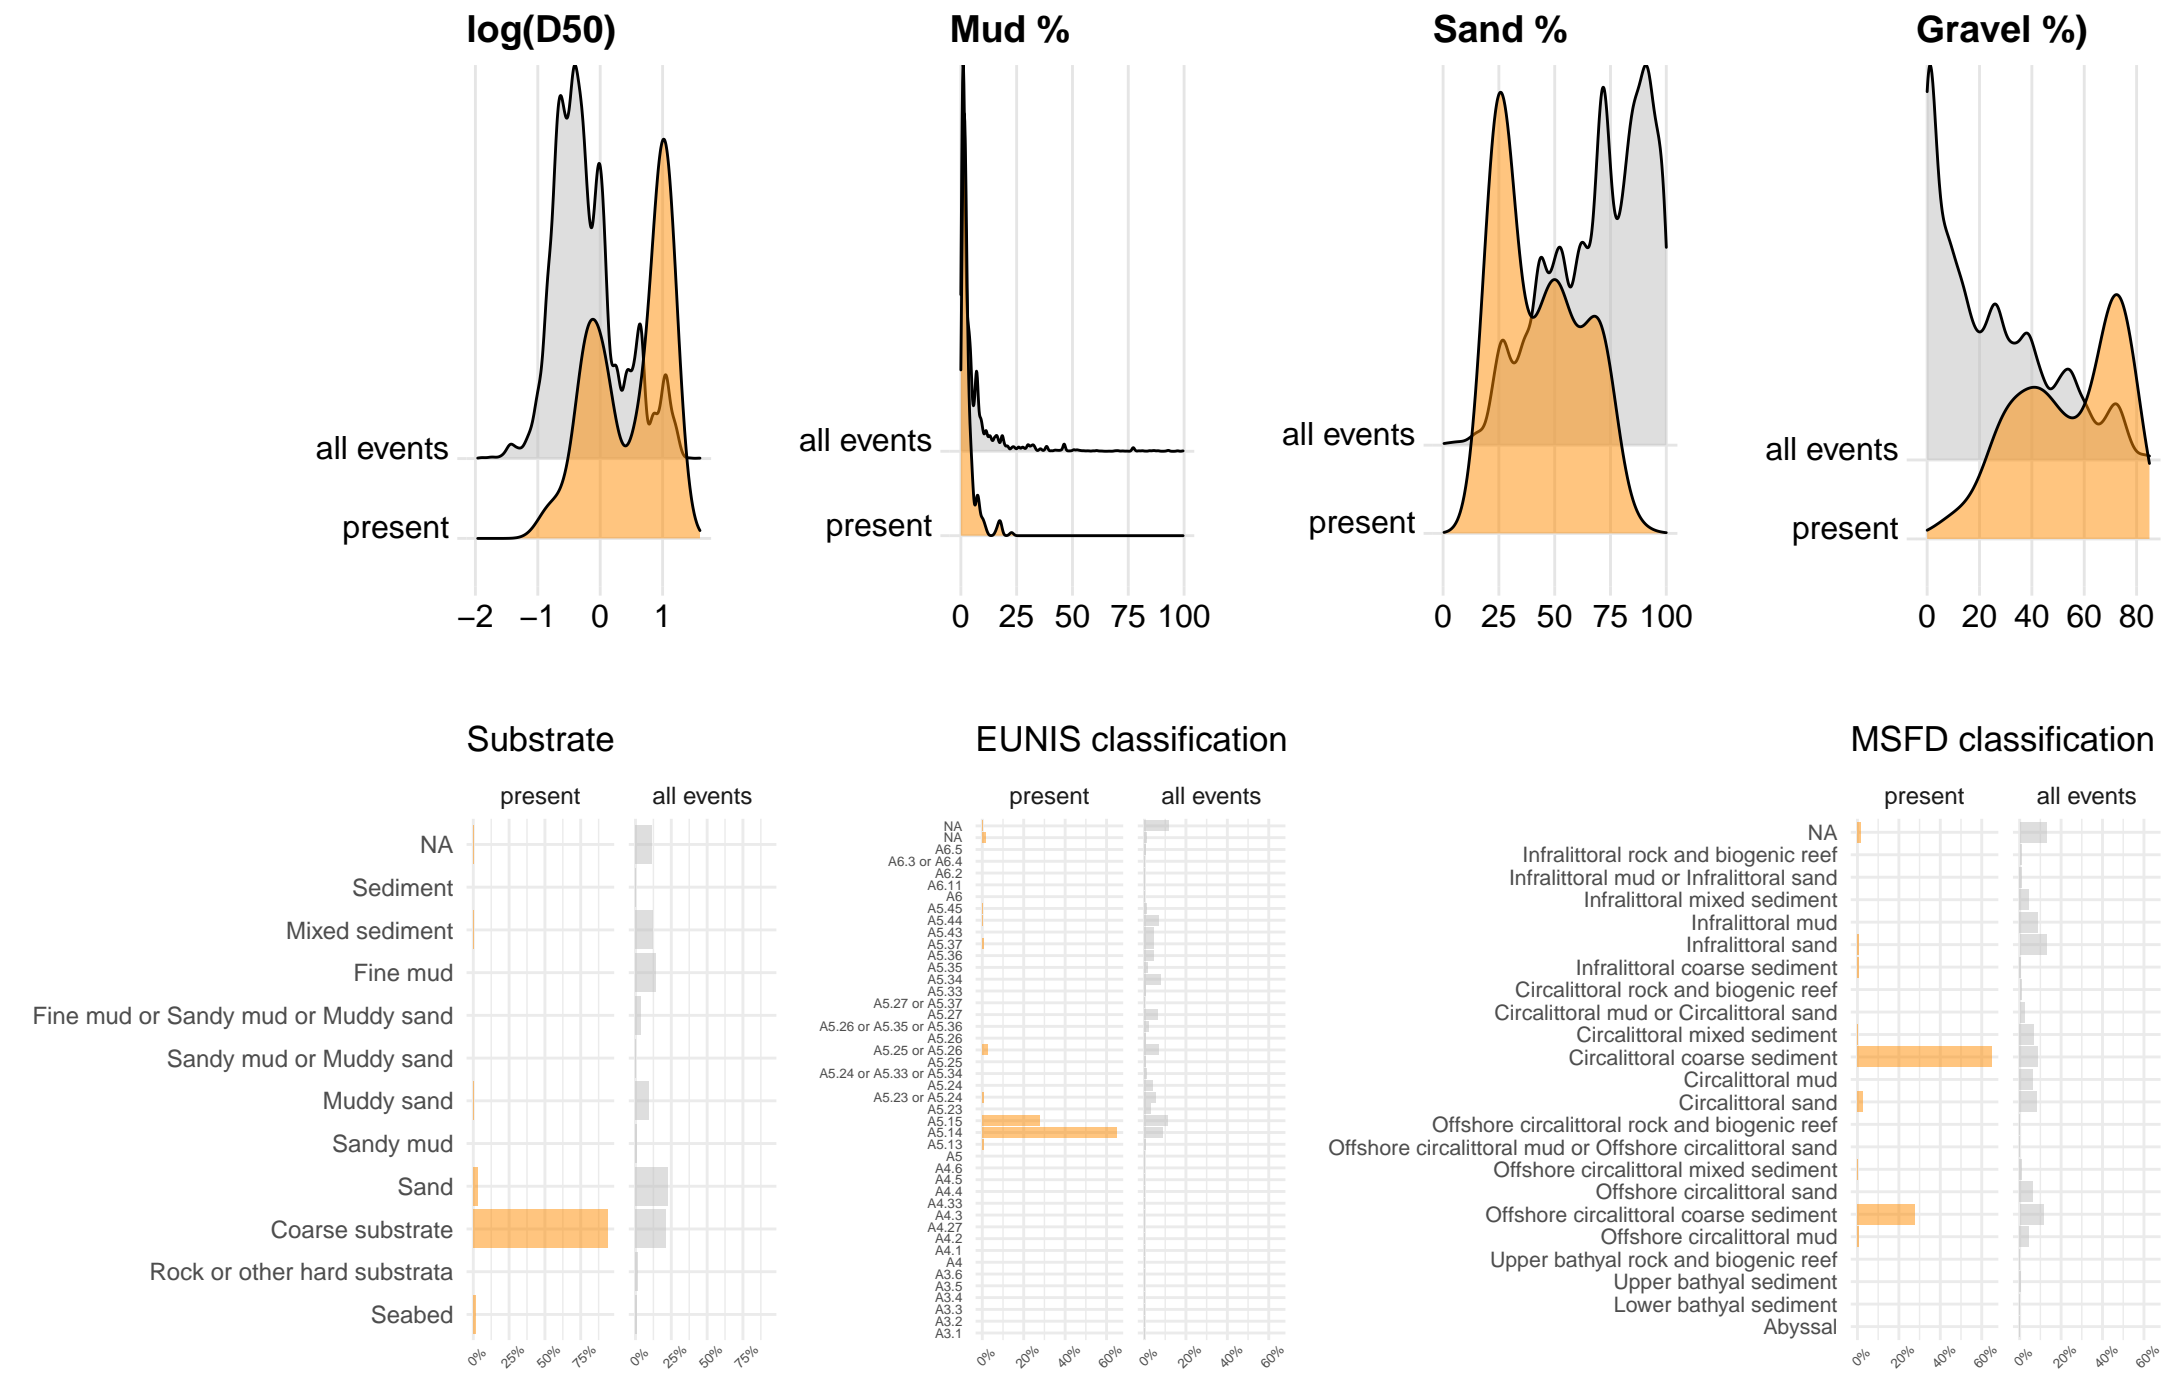 log(D50)
Mud %
Sand %
Gravel %)
all events
present
−2 −1 0 1
all events
present
0 25 50 75 100
all events
present
0 25 50 75 100
all events
present
0 20 40 60 80
Substrate
present all events
NA
Sediment
Mixed sediment
Fine mud
Fine mud or Sandy mud or Muddy sand
Sandy mud or Muddy sand
Muddy sand
Sandy mud
Sand
Coarse substrate
Rock or other hard substrata
Seabed
0% 25% 50% 75% 0% 25% 50% 75%
EUNIS classification
present all events
NA
NA
A6.5
A6.3 or A6.4
A6.2
A6.11
A6
A5.45
A5.44
A5.43
A5.37
A5.36
A5.35
A5.34
A5.33
A5.27 or A5.37
A5.27
A5.26 or A5.35 or A5.36
A5.26
A5.25 or A5.26
A5.25
A5.24 or A5.33 or A5.34
A5.24
A5.23 or A5.24
A5.23
A5.15
A5.14
A5.13
A5
A4.6
A4.5
A4.4
A4.33
A4.3
A4.27
A4.2
A4.1
A4
A3.6
A3.5
A3.4
A3.3
A3.2
A3.1
0% 20% 40% 60% 0% 20% 40% 60%
MSFD classification
present all events
NA
Infralittoral rock and biogenic reef
Infralittoral mud or Infralittoral sand
Infralittoral mixed sediment
Infralittoral mud
Infralittoral sand
Infralittoral coarse sediment
Circalittoral rock and biogenic reef
Circalittoral mud or Circalittoral sand
Circalittoral mixed sediment
Circalittoral coarse sediment
Circalittoral mud
Circalittoral sand
Offshore circalittoral rock and biogenic reef
Offshore circalittoral mud or Offshore circalittoral sand
Offshore circalittoral mixed sediment
Offshore circalittoral sand
Offshore circalittoral coarse sediment
Offshore circalittoral mud
Upper bathyal rock and biogenic reef
Upper bathyal sediment
Lower bathyal sediment
Abyssal
0% 20% 40% 60% 0% 20% 40% 60%